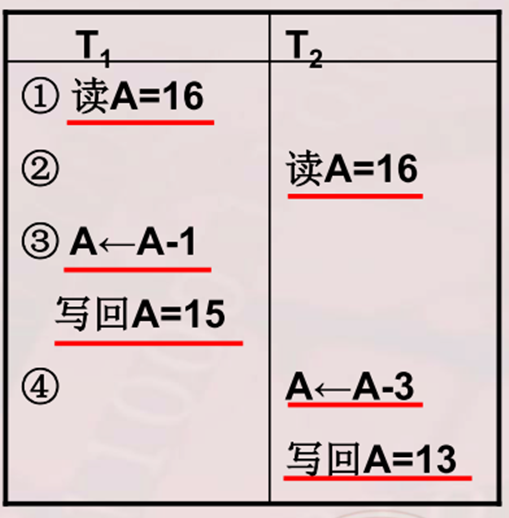 T1 T2
① 读A=16
② 读A=16
③ A←A-1
写回A=15
④ A←A-3
写回A=13